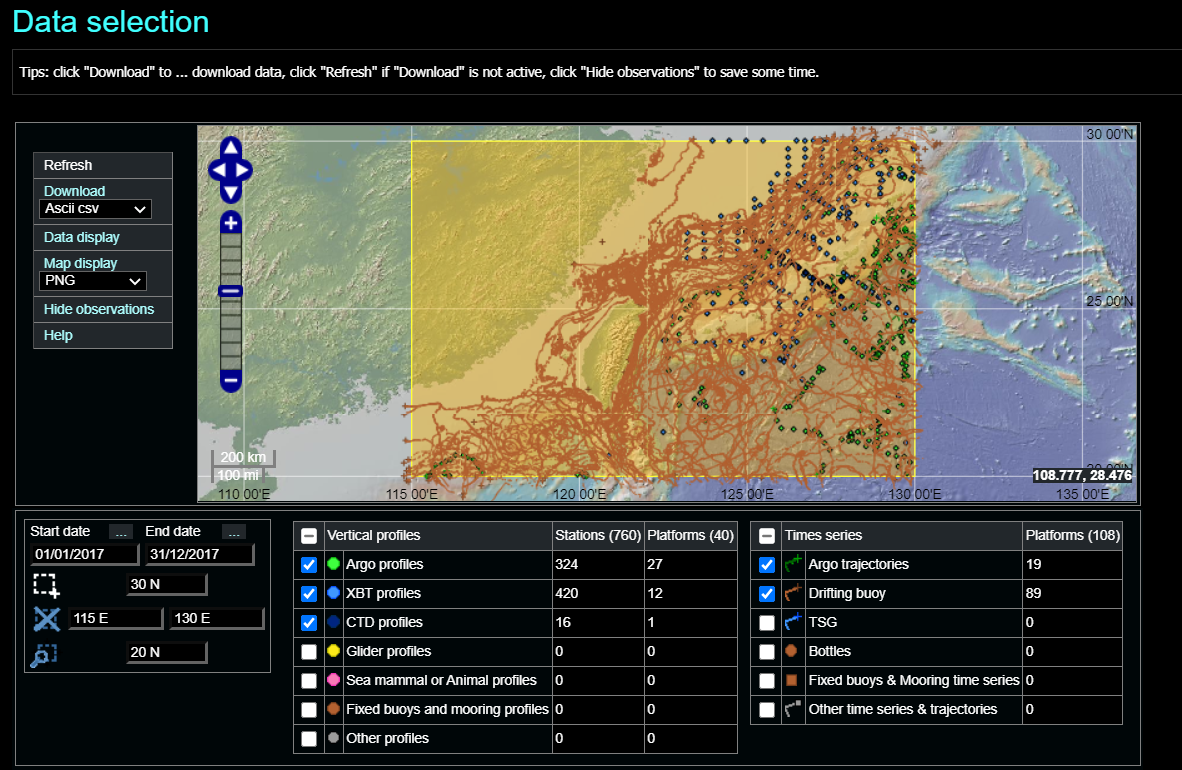 Data selection
Tips: click "Download" to ... download data, click "Refresh" if "Download" is not active, click "Hide observations" to save some time.
Refresh
Download
Ascii csv
Data display
Map display
PNG
Hide observations
Help
30 00'N
25 00'N
200 km
100 mi
108.777, 28.476
110 00'E 115 00'E 120 00'E 125 00'E 130 00'E 135 00'E
Start date ... End date ...
01/01/2017 31/12/2017
30 N
115 E 130 E
20 N
Vertical profiles Stations (760) Platforms (40)
Argo profiles 324 27
XBT profiles 420 12
CTD profiles 16 1
Glider profiles 0 0
Sea mammal or Animal profiles 0 0
Fixed buoys and mooring profiles 0 0
Other profiles 0 0
Time series Platforms (108)
Argo trajectories 19
Drifting buoy 89
TSG 0
Bottles 0
Fixed buoys & Mooring time series 0
Other time series & trajectories 0